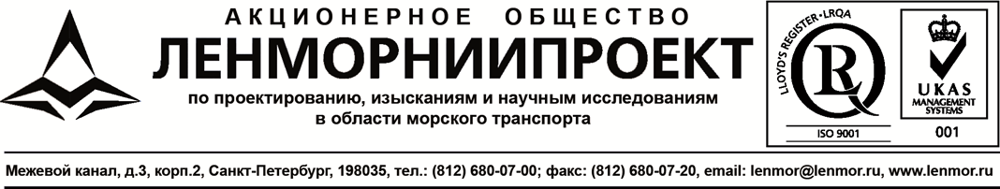 АКЦИОНЕРНОЕ ОБЩЕСТВО
ЛЕНМОРНИИПРОЕКТ
по проектированию, изысканиям и научным исследованиям
в области морского транспорта
LLOYD'S REGISTER · LRQA
LRQ
ISO 9001
UKAS
MANAGEMENT
SYSTEMS
001
Межевой канал, д.3, корп.2, Санкт-Петербург, 198035, тел.: (812) 680-07-00; факс: (812) 680-07-20, email: lenmor@lenmor.ru, www.lenmor.ru